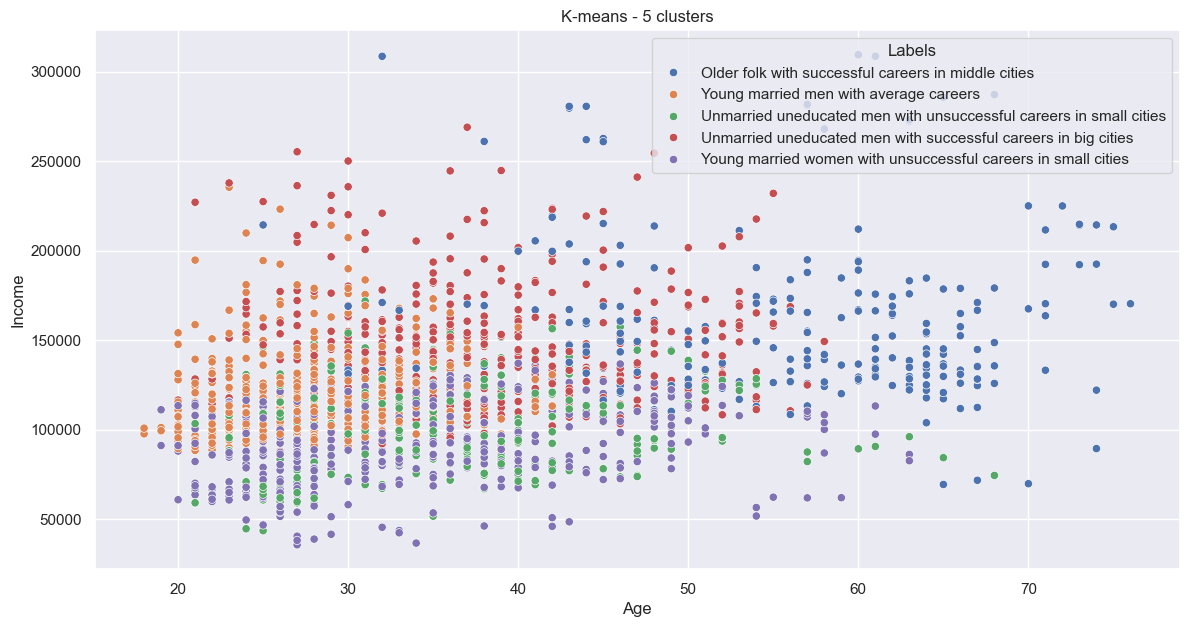 K-means - 5 clusters
Labels
Older folk with successful careers in middle cities
Young married men with average careers
Unmarried uneducated men with unsuccessful careers in small cities
Unmarried uneducated men with successful careers in big cities
Young married women with unsuccessful careers in small cities
Income
300000
250000
200000
150000
100000
50000
20
30
40
50
60
70
Age